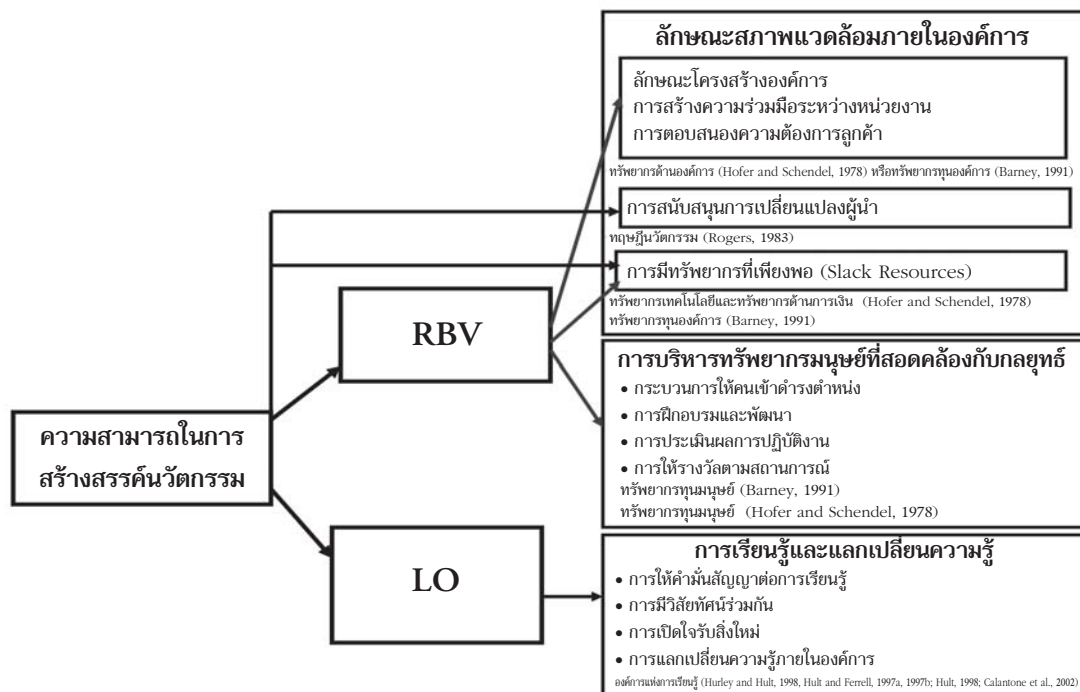 ลักษณะสภาพแวดล้อมภายในองค์การ
ลักษณะโครงสร้างองค์การ
การสร้างความร่วมมือระหว่างหน่วยงาน
การตอบสนองความต้องการลูกค้า
ทรัพยากรด้านองค์การ (Hofer and Schendel, 1978) หรือทรัพยากรทุนองค์การ (Barney, 1991)
การสนับสนุนการเปลี่ยนแปลงผู้นำ
ทฤษฎีนวัตกรรม (Rogers, 1983)
การมีทรัพยากรที่เพียงพอ (Slack Resources)
ทรัพยากรเทคโนโลยีและทรัพยากรด้านการเงิน (Hofer and Schendel, 1978)
ทรัพยากรทุนองค์การ (Barney, 1991)
RBV
การบริหารทรัพยากรมนุษย์ที่สอดคล้องกับกลยุทธ์
• กระบวนการให้คนเข้าดำรงตำหน่ง
• การฝึกอบรมและพัฒนา
• การประเมินผลการปฏิบัติงาน
• การให้รางวัลตามสถานการณ์
ทรัพยากรทุนมนุษย์ (Barney, 1991)
ทรัพยากรทุนมนุษย์ (Hofer and Schendel, 1978)
ความสามารถในการ
สร้างสรรค์นวัตกรรม
LO
การเรียนรู้และแลกเปลี่ยนความรู้
• การให้คำมั่นสัญญาต่อการเรียนรู้
• การมีวิสัยทัศน์ร่วมกัน
• การเปิดใจรับสิ่งใหม่
• การแลกเปลี่ยนความรู้ภายในองค์การ
องค์การแห่งการเรียนรู้ (Hurley and Hult, 1998, Hult and Ferrell, 1997a, 1997b; Hult, 1998; Calantone et al., 2002)